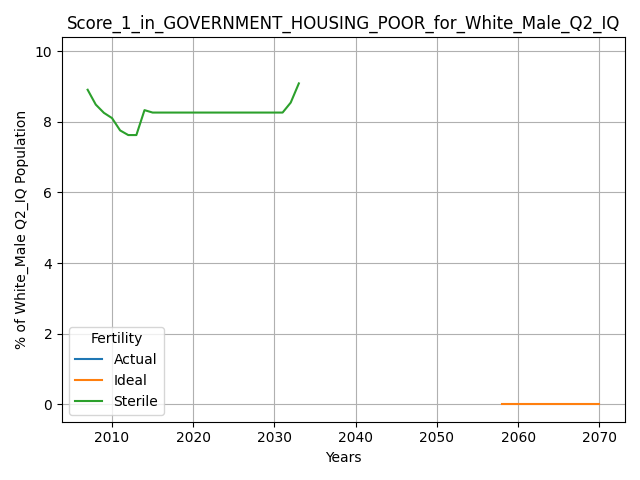 Score_1_in_GOVERNMENT_HOUSING_POOR_for_White_Male_Q2_IQ
% of White_Male Q2_IQ Population
10
8
6
4
2
0
Fertility
Actual
Ideal
Sterile
2010 2020 2030 2040 2050 2060 2070
Years